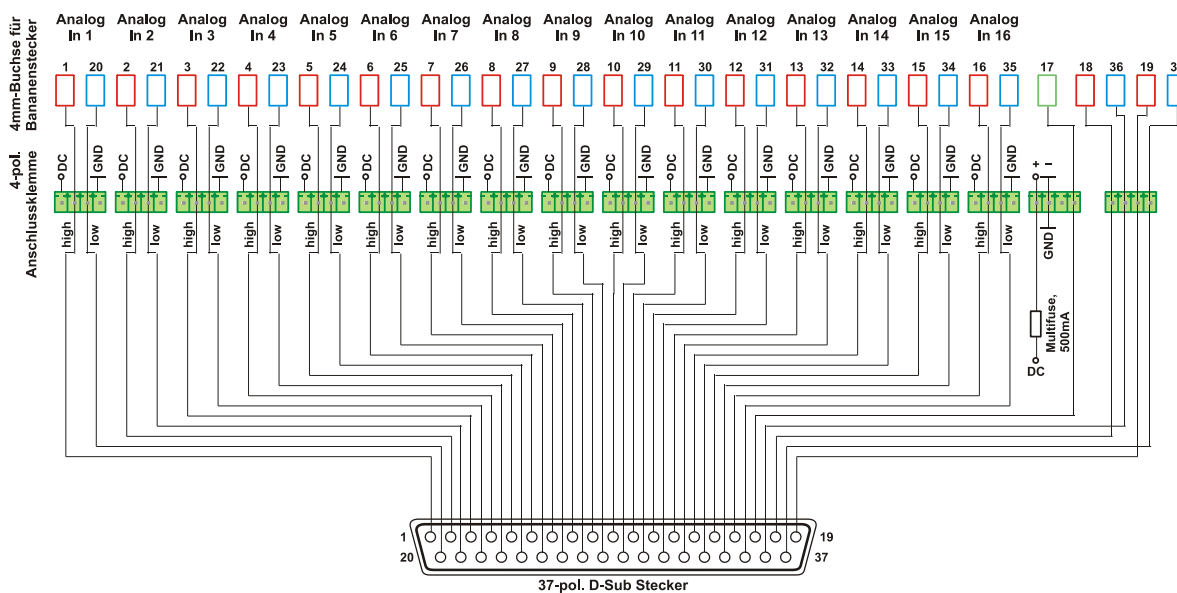 4mm-Buchse für
Bananenstecker
Analog Analog Analog Analog Analog Analog Analog Analog Analog Analog Analog Analog Analog Analog Analog Analog
In 1 In 2 In 3 In 4 In 5 In 6 In 7 In 8 In 9 In 10 In 11 In 12 In 13 In 14 In 15 In 16
1 20 2 21 3 22 4 23 5 24 6 25 7 26 8 27 9 28 10 29 11 30 12 31 13 32 14 33 15 34 16 35 17 18 36 19 3
4-pol.
Anschlussklemme
DC GND DC GND DC GND DC GND DC GND DC GND DC GND DC GND DC GND DC GND DC GND DC GND DC GND DC GND DC GND DC GND + –
high low high low high low high low high low high low high low high low high low high low high low high low high low high low high low high low GND
Multifuse,
500mA
DC
1 19
20 37
37-pol. D-Sub Stecker